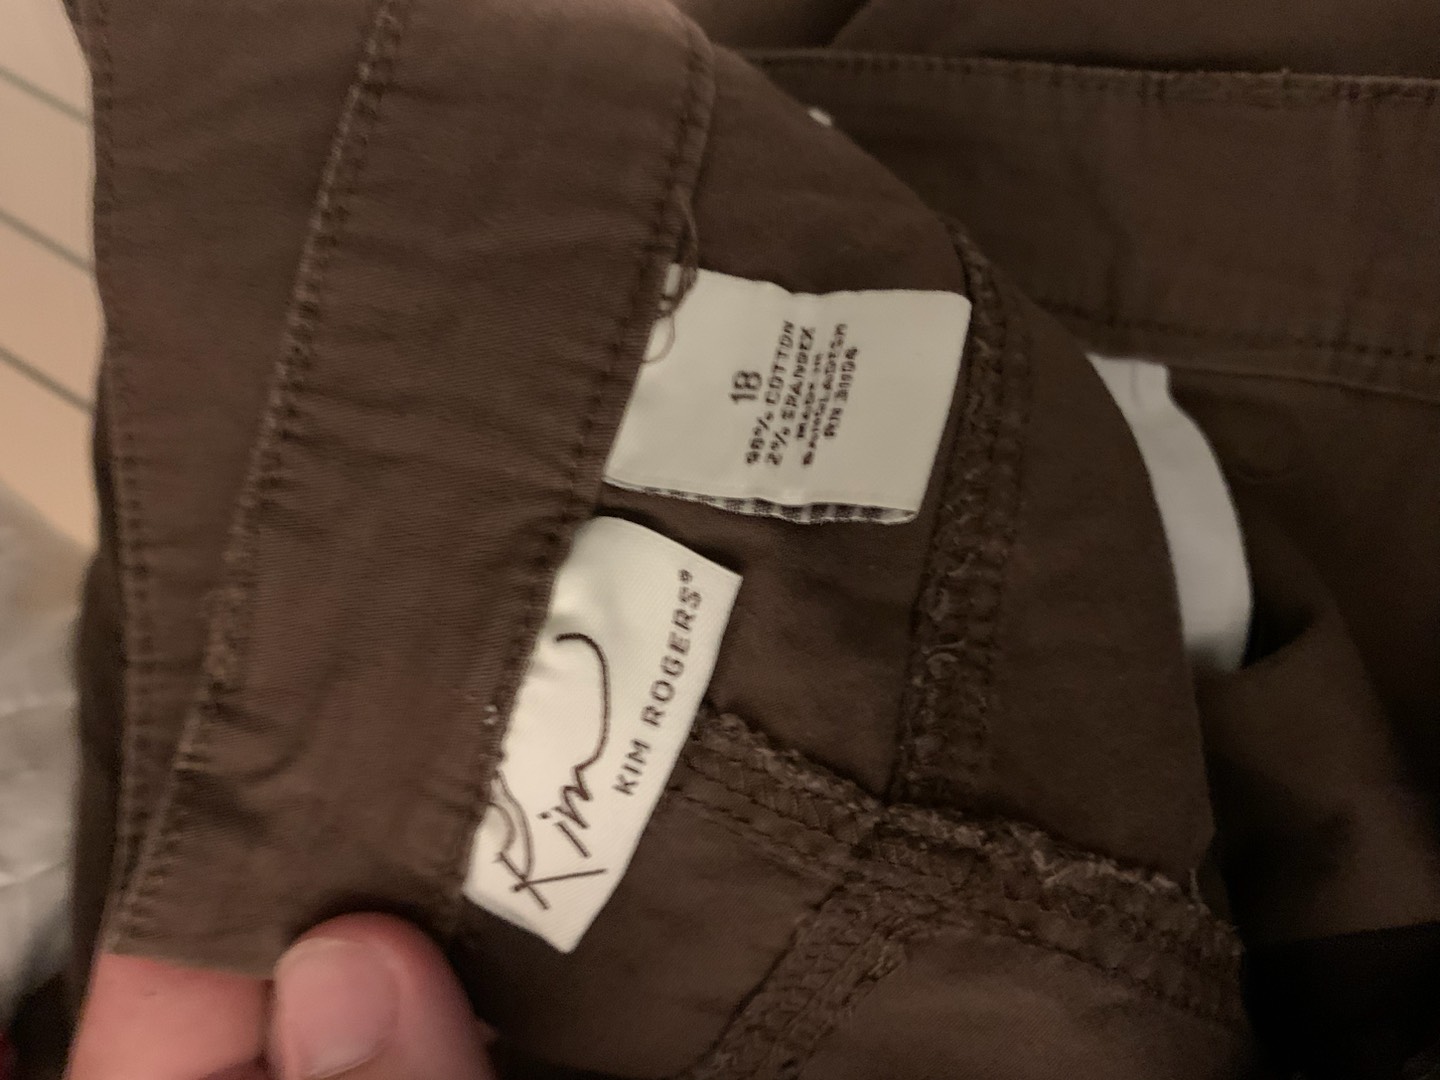 18
98% COTTON
2% SPANDEX
MADE IN
BANGLADESH
Kim
KIM ROGERS®